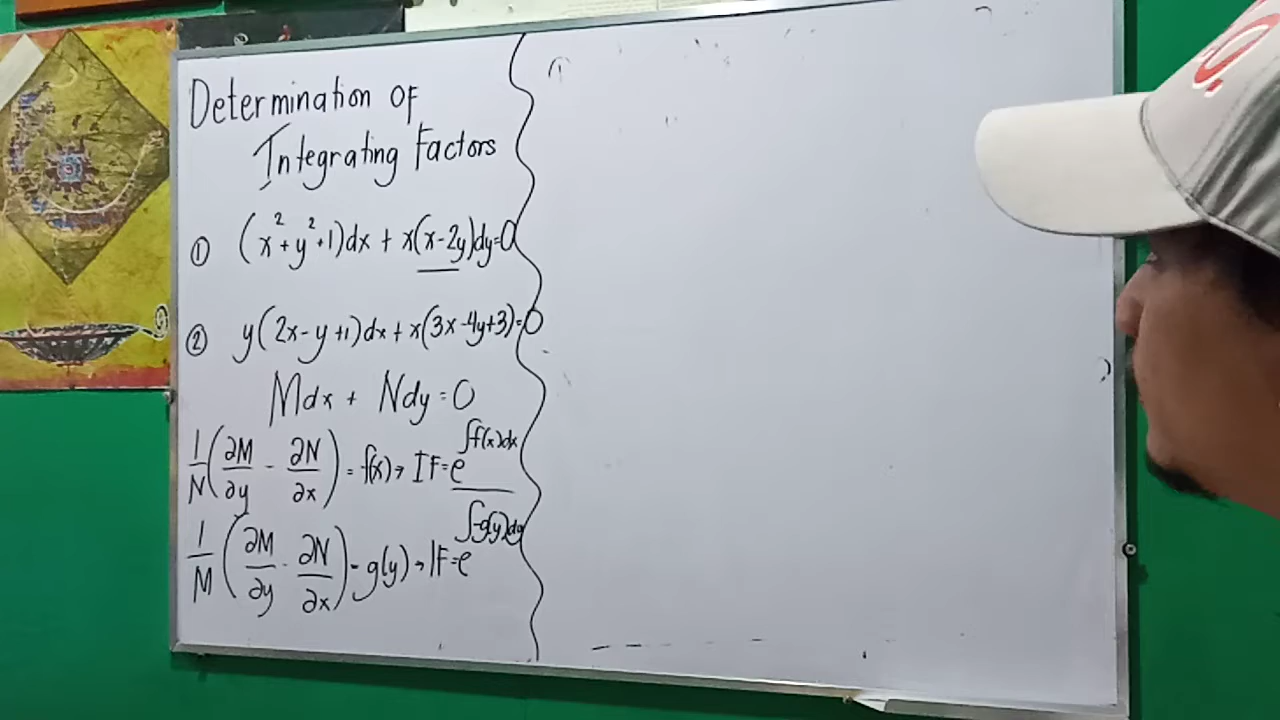 Determination OF
Integrating Factors
① (x²+y²+1)dx + x(x-2y)dy=0
② y(2x-y+1)dx + x(3x-4y+3)=0
Mdx + Ndy = 0
1/N(∂M/∂y - ∂N/∂x) = f(x) → IF=e^∫f(x)dx
1/M(∂M/∂y - ∂N/∂x) = g(y) → IF=e^∫-g(y)dy